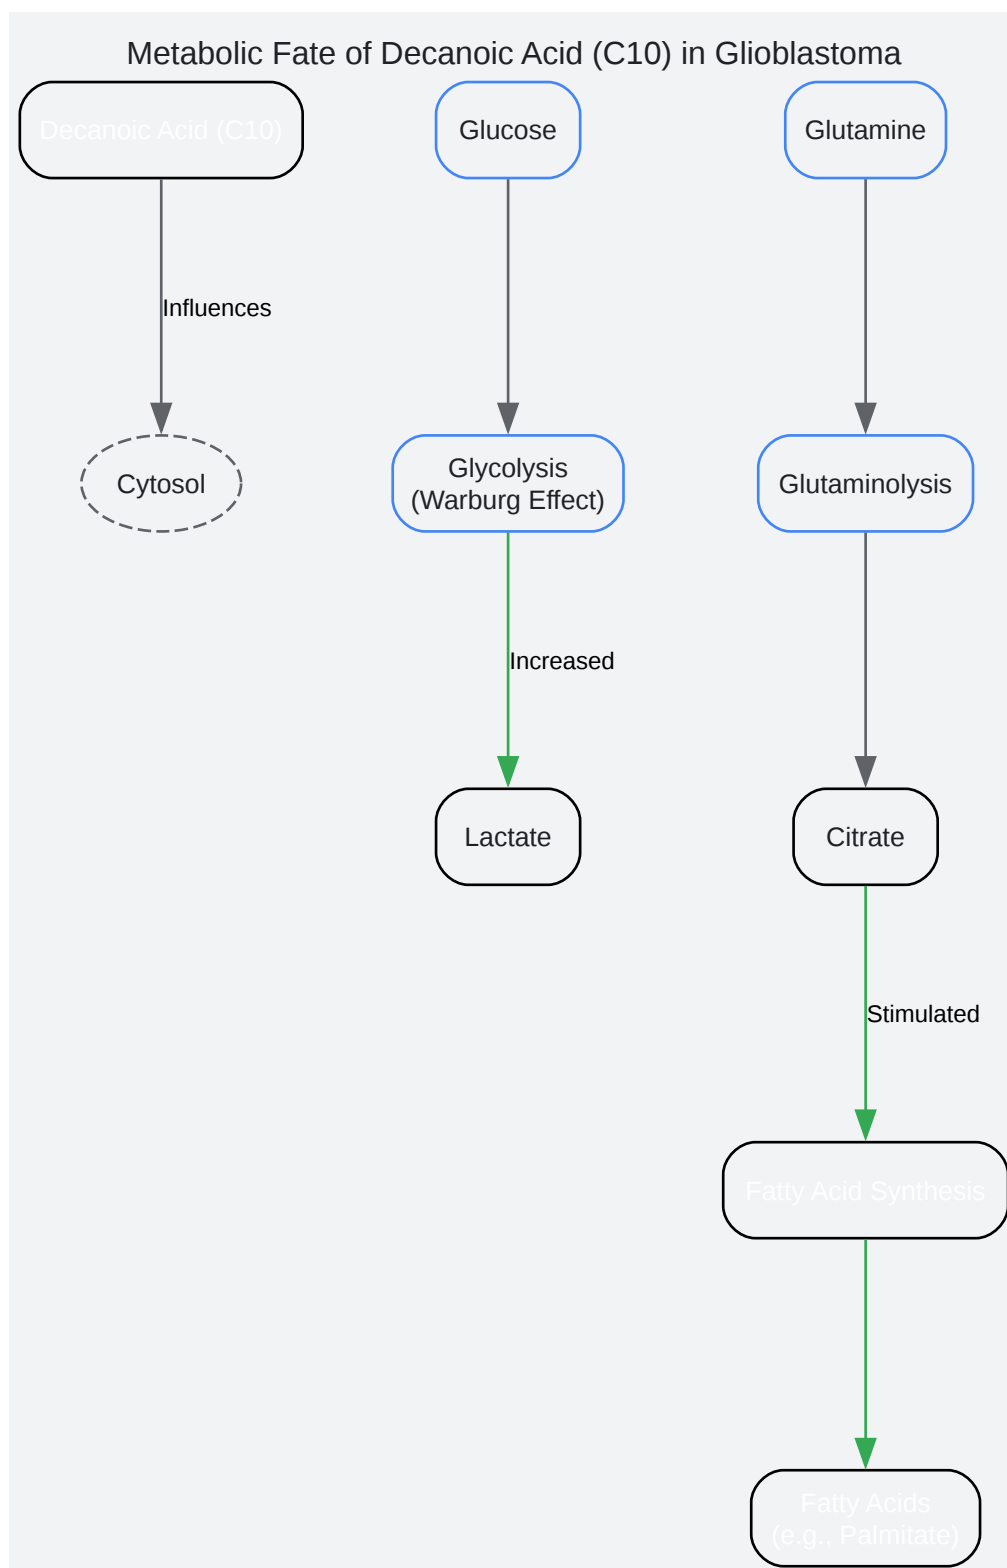 Metabolic Fate of Decanoic Acid (C10) in Glioblastoma
Decanoic Acid (C10)
Glucose
Glutamine
Influences
Cytosol
Glycolysis
(Warburg Effect)
Glutaminolysis
Increased
Lactate
Citrate
Stimulated
Fatty Acid Synthesis
Fatty Acids
(e.g., Palmitate)